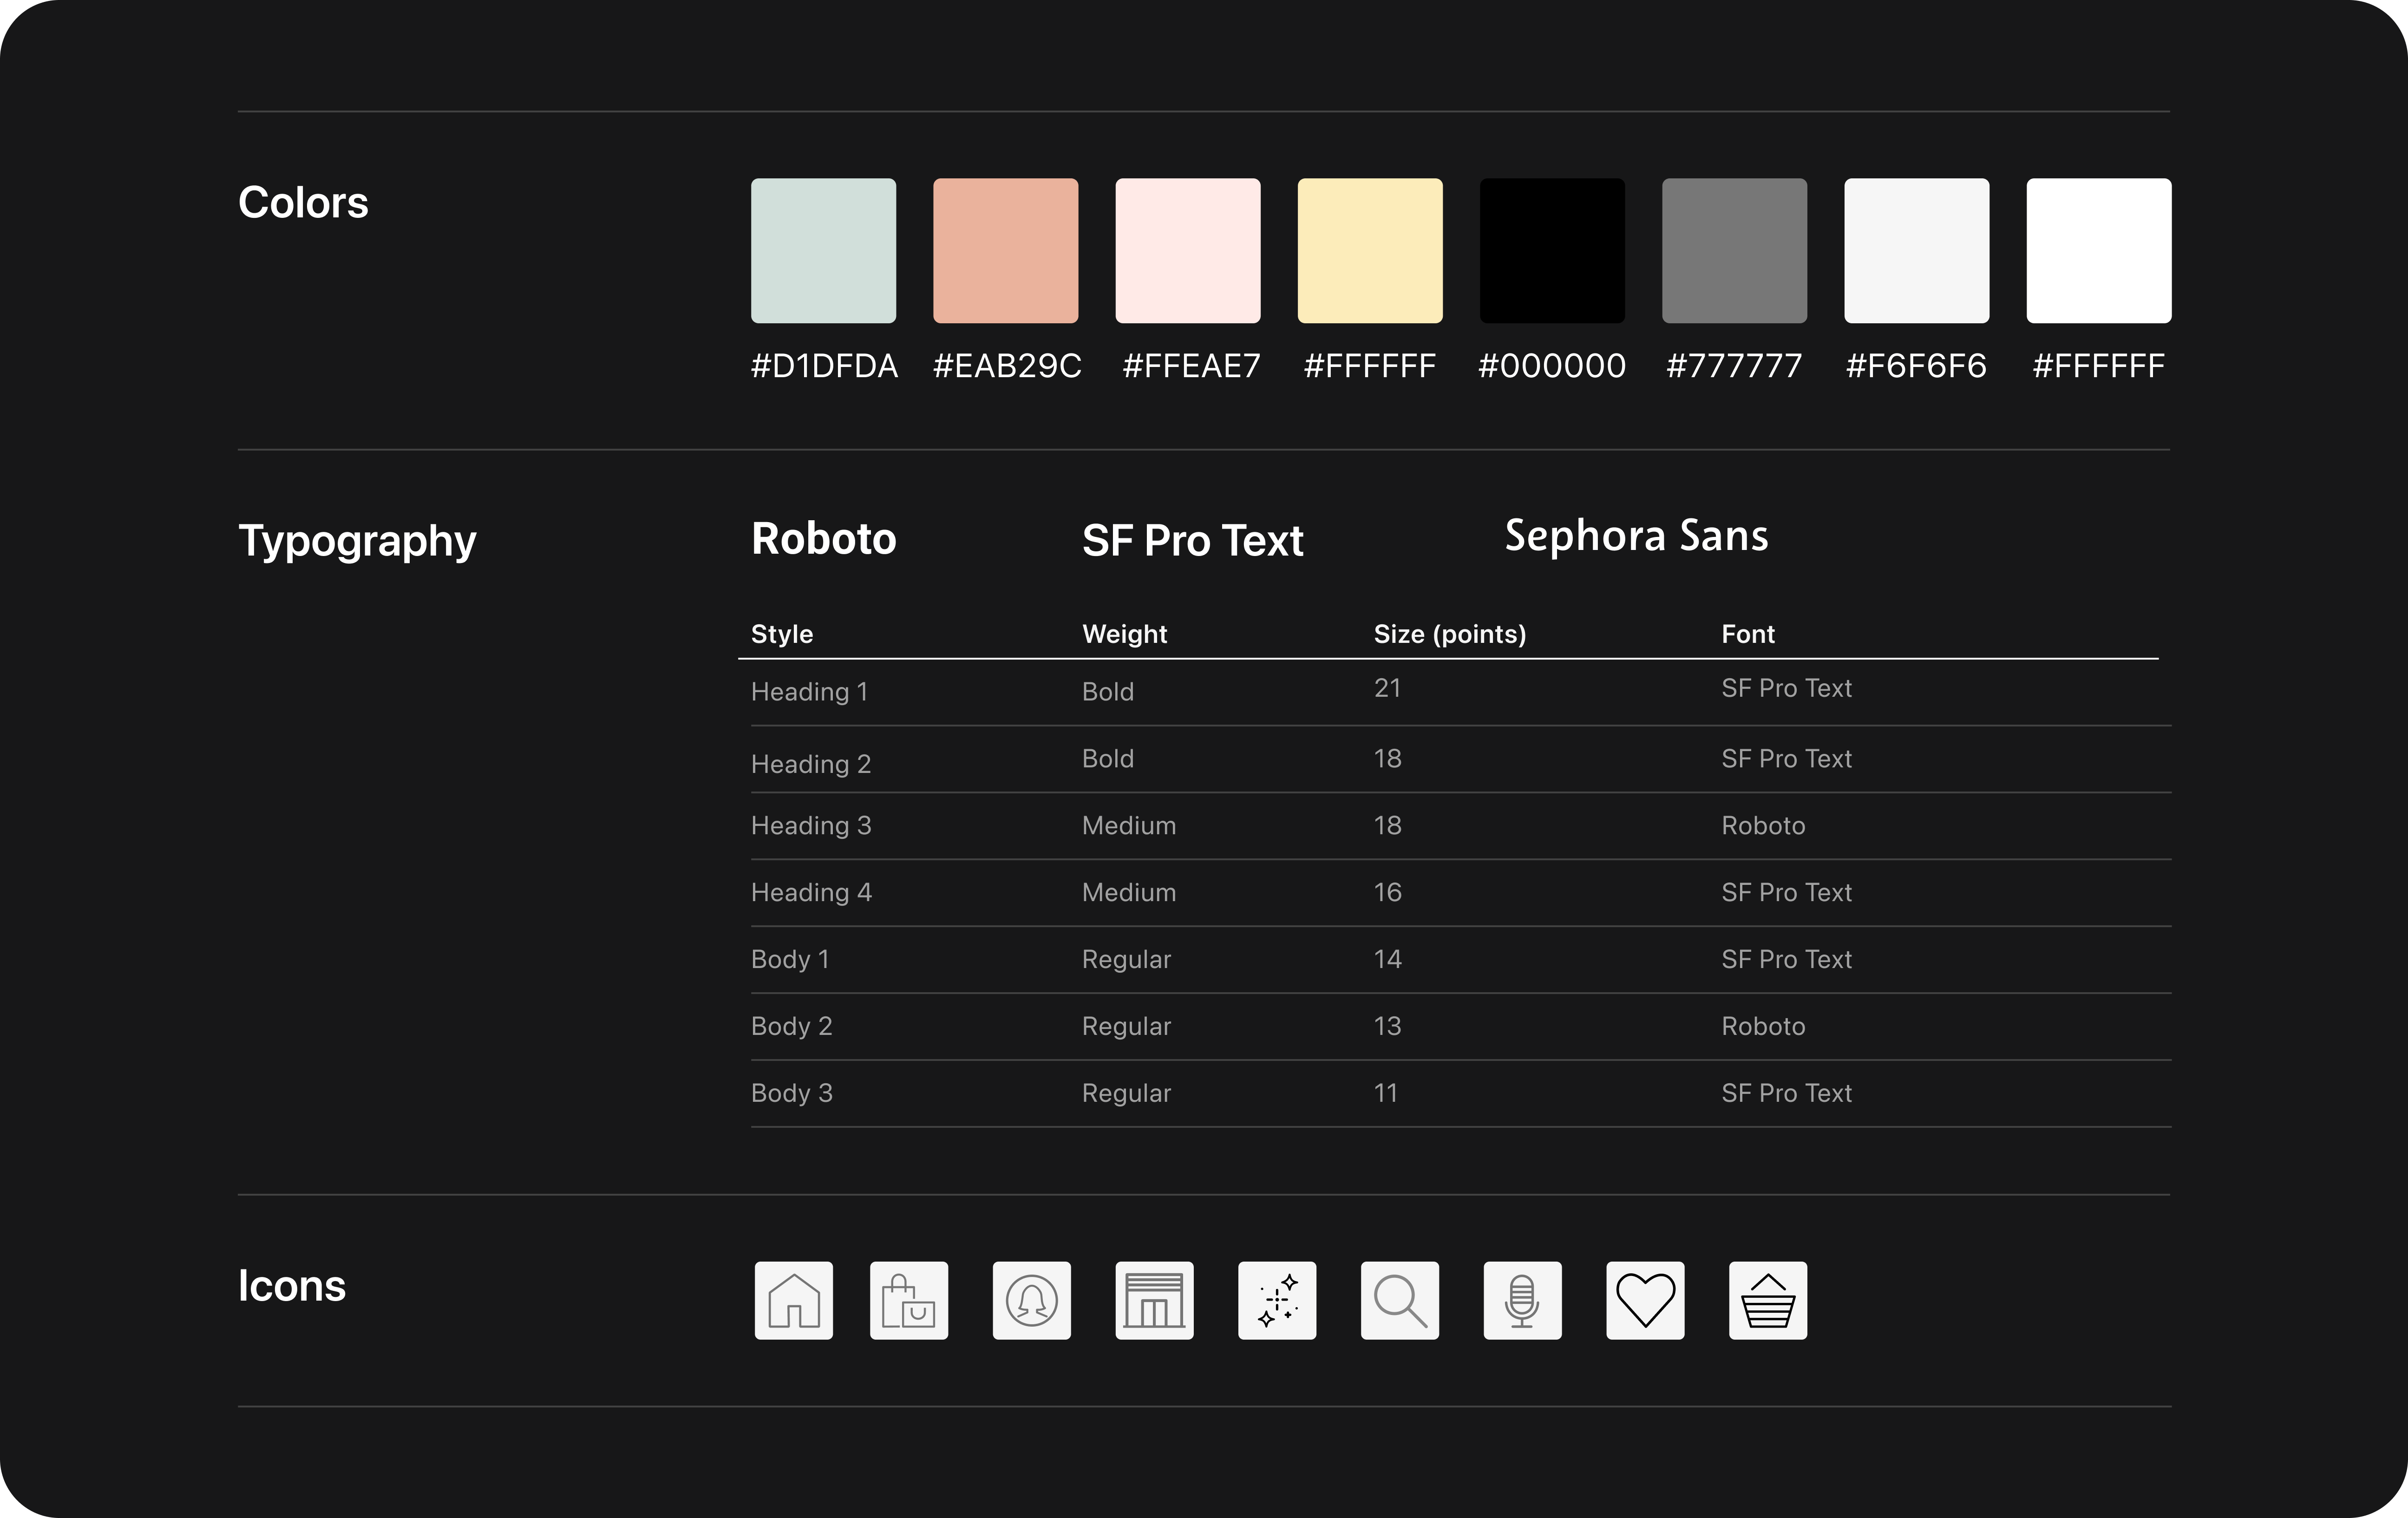 Colors
#D1DFDA #EAB29C #FFEAE7 #FFFFFF #000000 #777777 #F6F6F6 #FFFFFF
Typography Roboto SF Pro Text Sephora Sans
Style Weight Size (points) Font
Heading 1 Bold 21 SF Pro Text
Heading 2 Bold 18 SF Pro Text
Heading 3 Medium 18 Roboto
Heading 4 Medium 16 SF Pro Text
Body 1 Regular 14 SF Pro Text
Body 2 Regular 13 Roboto
Body 3 Regular 11 SF Pro Text
Icons